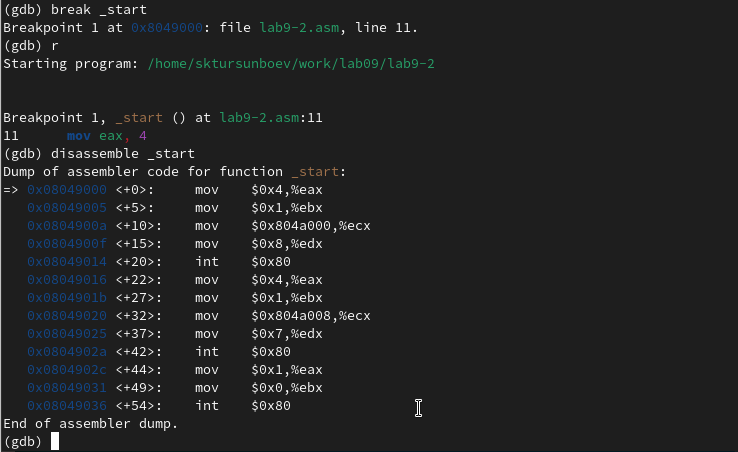 (gdb) break _start
Breakpoint 1 at 0x8049000: file lab9-2.asm, line 11.
(gdb) r
Starting program: /home/sktursunboev/work/lab09/lab9-2
Breakpoint 1, _start () at lab9-2.asm:11
11      mov eax, 4
(gdb) disassemble _start
Dump of assembler code for function _start:
=> 0x08049000 <+0>:     mov    $0x4,%eax
   0x08049005 <+5>:     mov    $0x1,%ebx
   0x0804900a <+10>:    mov    $0x804a000,%ecx
   0x0804900f <+15>:    mov    $0x8,%edx
   0x08049014 <+20>:    int    $0x80
   0x08049016 <+22>:    mov    $0x4,%eax
   0x0804901b <+27>:    mov    $0x1,%ebx
   0x08049020 <+32>:    mov    $0x804a008,%ecx
   0x08049025 <+37>:    mov    $0x7,%edx
   0x0804902a <+42>:    int    $0x80
   0x0804902c <+44>:    mov    $0x1,%eax
   0x08049031 <+49>:    mov    $0x0,%ebx
   0x08049036 <+54>:    int    $0x80
End of assembler dump.
(gdb)